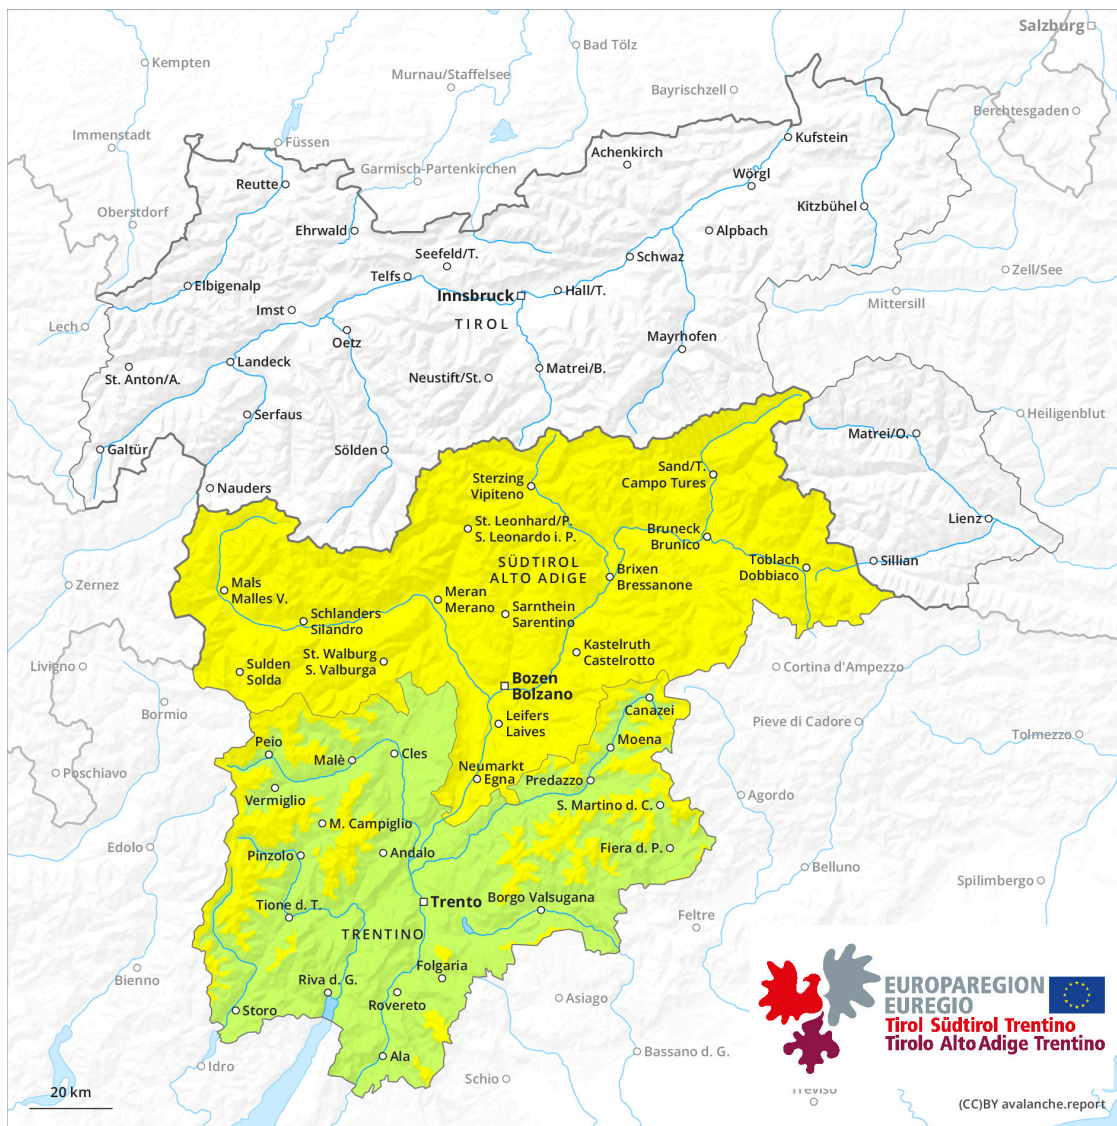 Salzburg
Bad Tölz
Kempten
Murnau/Staffelsee
Bayrischzell
Berchtesgaden
Immenstadt
Füssen
Kufstein
Achenkirch
Garmisch-Partenkirchen
Wörgl
Reutte
Oberstdorf
Kitzbühel
Ehrwald
Alpbach
Seefeld/T.
Schwaz
Telfs
Zell/See
Elbigenalp
Hall/T.
Innsbruck
Mittersill
Imst
TIROL
Lech
Oetz
Mayrhofen
Landeck
Matrei/B.
St. Anton/A.
Neustift/St.
Serfaus
Heiligenblut
Matrei/O.
Galtür
Sölden
Sand/T.
Campo Tures
Sterzing
Vipiteno
Nauders
St. Leonhard/P.
S. Leonardo i. P.
Bruneck
Brunico
Lienz
SÜDTIROL
ALTO ADIGE
Toblach
Dobbiaco
Sillian
Brixen
Bressanone
Zernez
Mals
Malles V.
Meran
Merano
Schlanders
Silandro
Sarnthein
Sarentino
Kastelruth
Castelrotto
St. Walburg
S. Valburga
Livigno
Sulden
Solda
Cortina d'Ampezzo
Bozen
Bolzano
Bormio
Canazei
Leifers
Laives
Pieve di Cadore
Tolmezzo
Peio
Moena
Cles
Malè
Poschiavo
Neumarkt
Egna
Predazzo
Vermiglio
Agordo
S. Martino d. C.
M. Campiglio
Edolo
Pinzolo
Andalo
Fiera d. P.
Belluno
Spilimbergo
Trento
Borgo Valsugana
Tione d. T.
Feltre
TRENTINO
Folgaria
Bienno
Riva d. G.
Rovereto
Asiago
Storo
EUROPAREGION
EUREGIO
Tirol Südtirol Trentino
Tirolo Alto Adige Trentino
Ala
Bassano d. G.
Idro
Schio
20 km
Treviso
(CC)BY avalanche.report